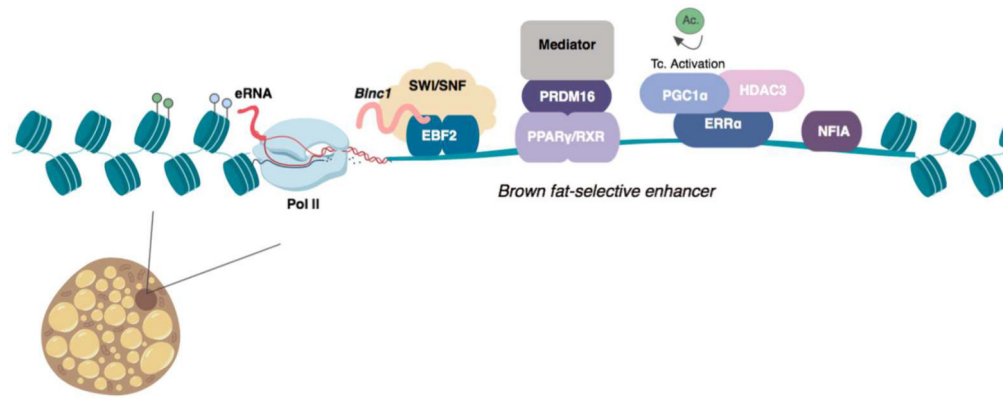 Ac.
Mediator
Tc. Activation
eRNA
Blnc1
SWI/SNF
PRDM16
PGC1α
HDAC3
EBF2
PPARγ/RXR
ERRα
NFIA
Pol II
Brown fat-selective enhancer